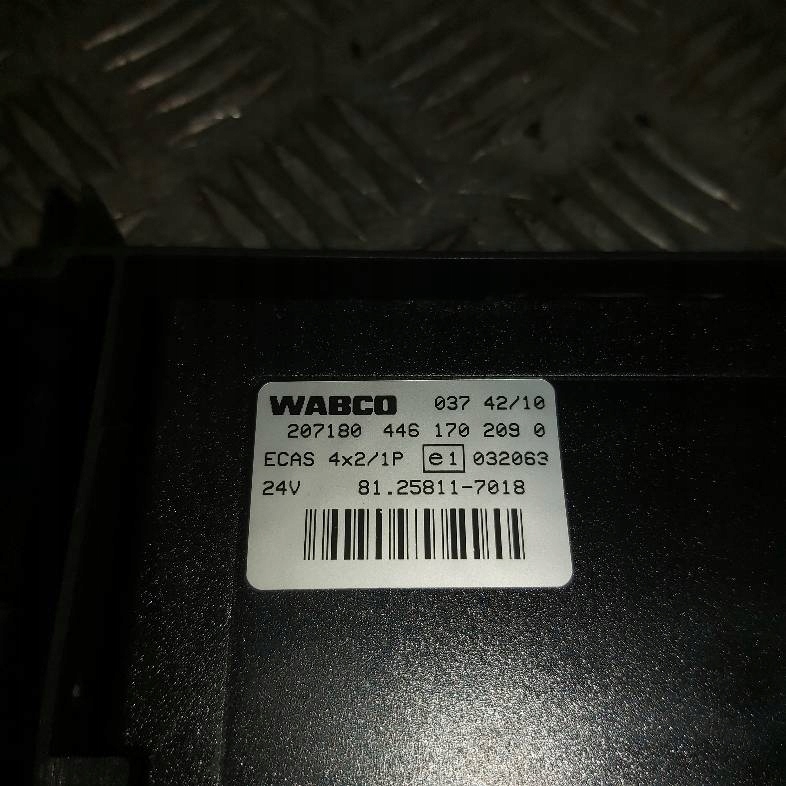 WABCO 037 42/10
207180 446 170 209 0
ECAS 4x2/1P e1 032063
24V 81.25811-7018